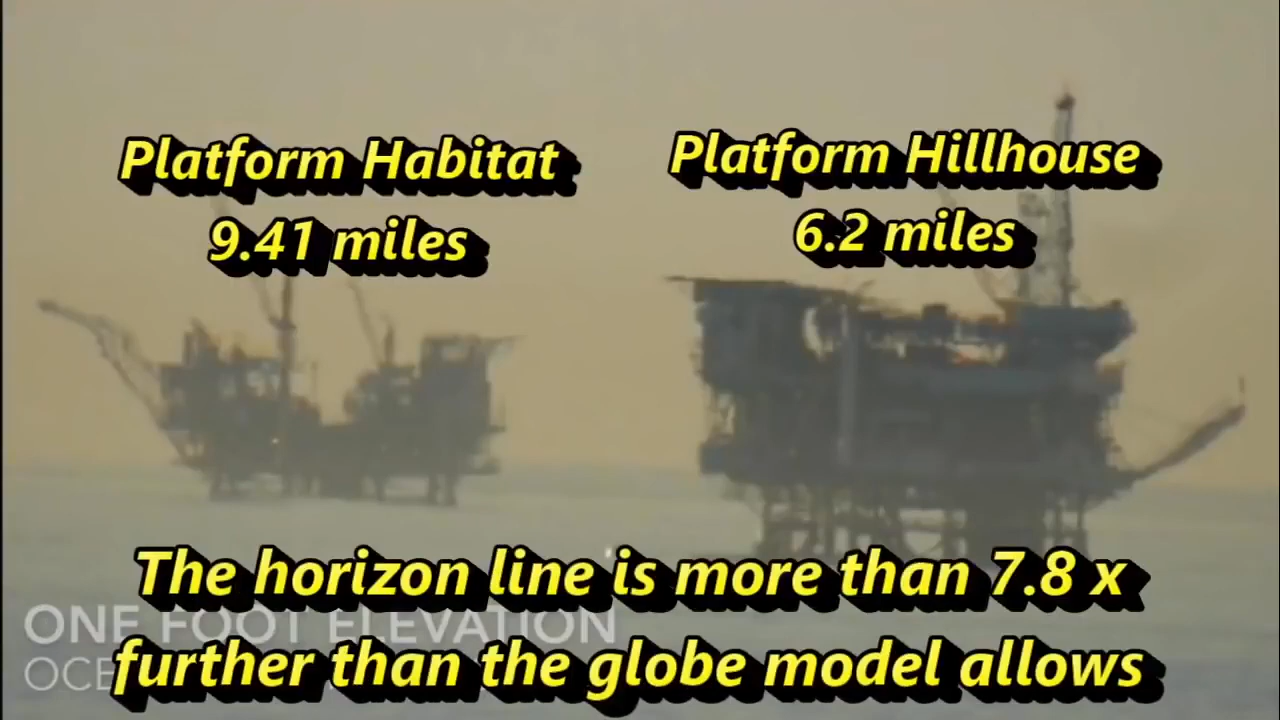 Platform Habitat
9.41 miles
Platform Hillhouse
6.2 miles
The horizon line is more than 7.8 x
further than the globe model allows
ONE FOOT ELEVATION
OCE